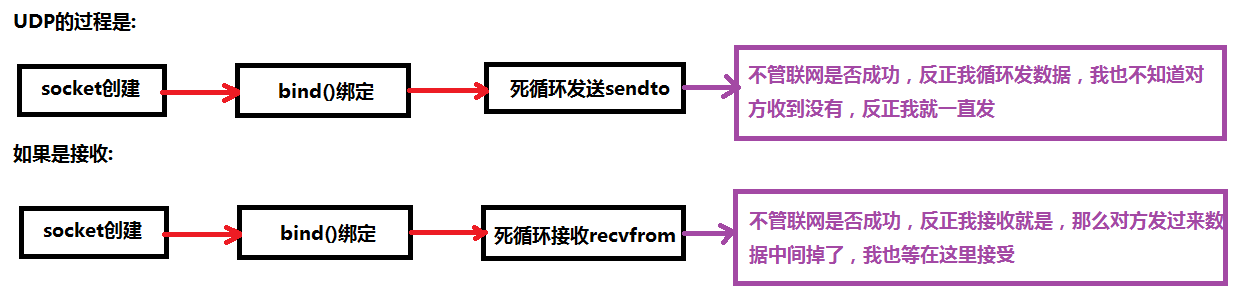 UDP的过程是:
socket创建
bind()绑定
死循环发送sendto
不管联网是否成功，反正我循环发数据，我也不知道对
方收到没有，反正我就一直发
如果是接收:
socket创建
bind()绑定
死循环接收recvfrom
不管联网是否成功，反正我接收就是，那么对方发过来数
据中间掉了，我也等在这里接受